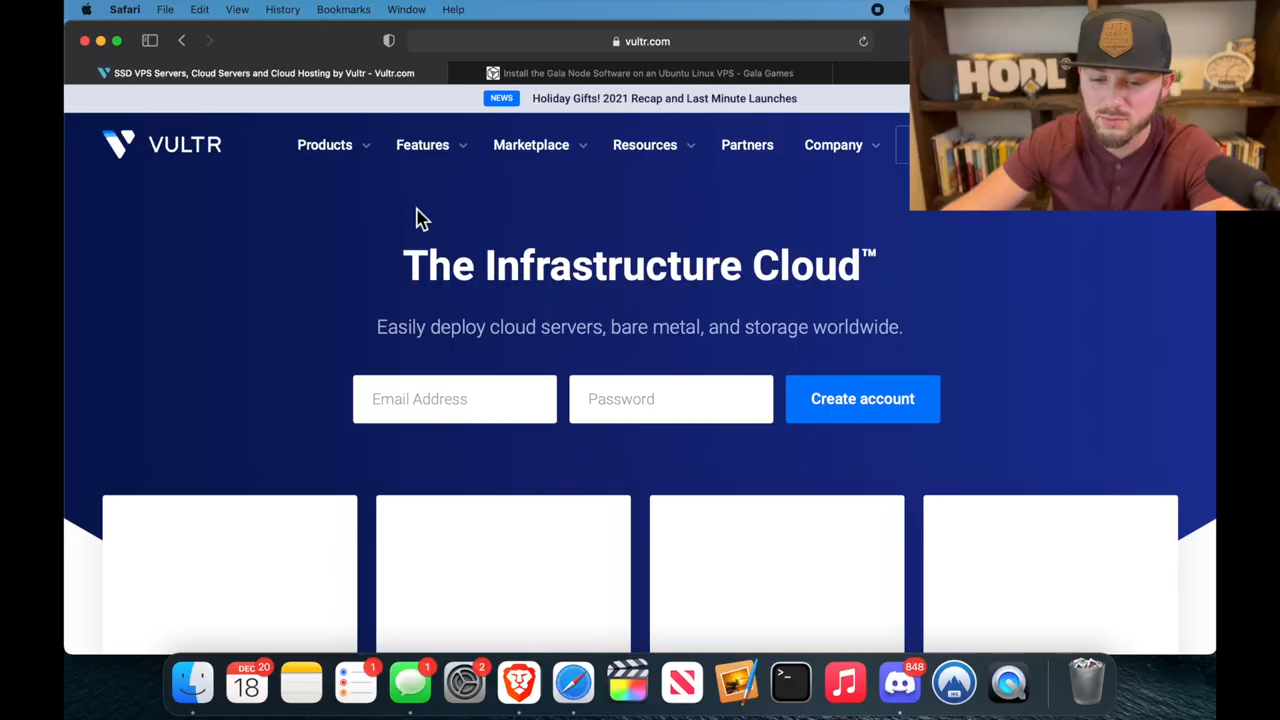 Safari File Edit View History Bookmarks Window Help
vultr.com
SSD VPS Servers, Cloud Servers and Cloud Hosting by Vultr - Vultr.com
Install the Gala Node Software on an Ubuntu Linux VPS - Gala Games
NEWS Holiday Gifts! 2021 Recap and Last Minute Launches
VULTR Products Features Marketplace Resources Partners Company
HODL
The Infrastructure Cloud™
Easily deploy cloud servers, bare metal, and storage worldwide.
Email Address Password Create account
DEC 20 1 1 2 848
18